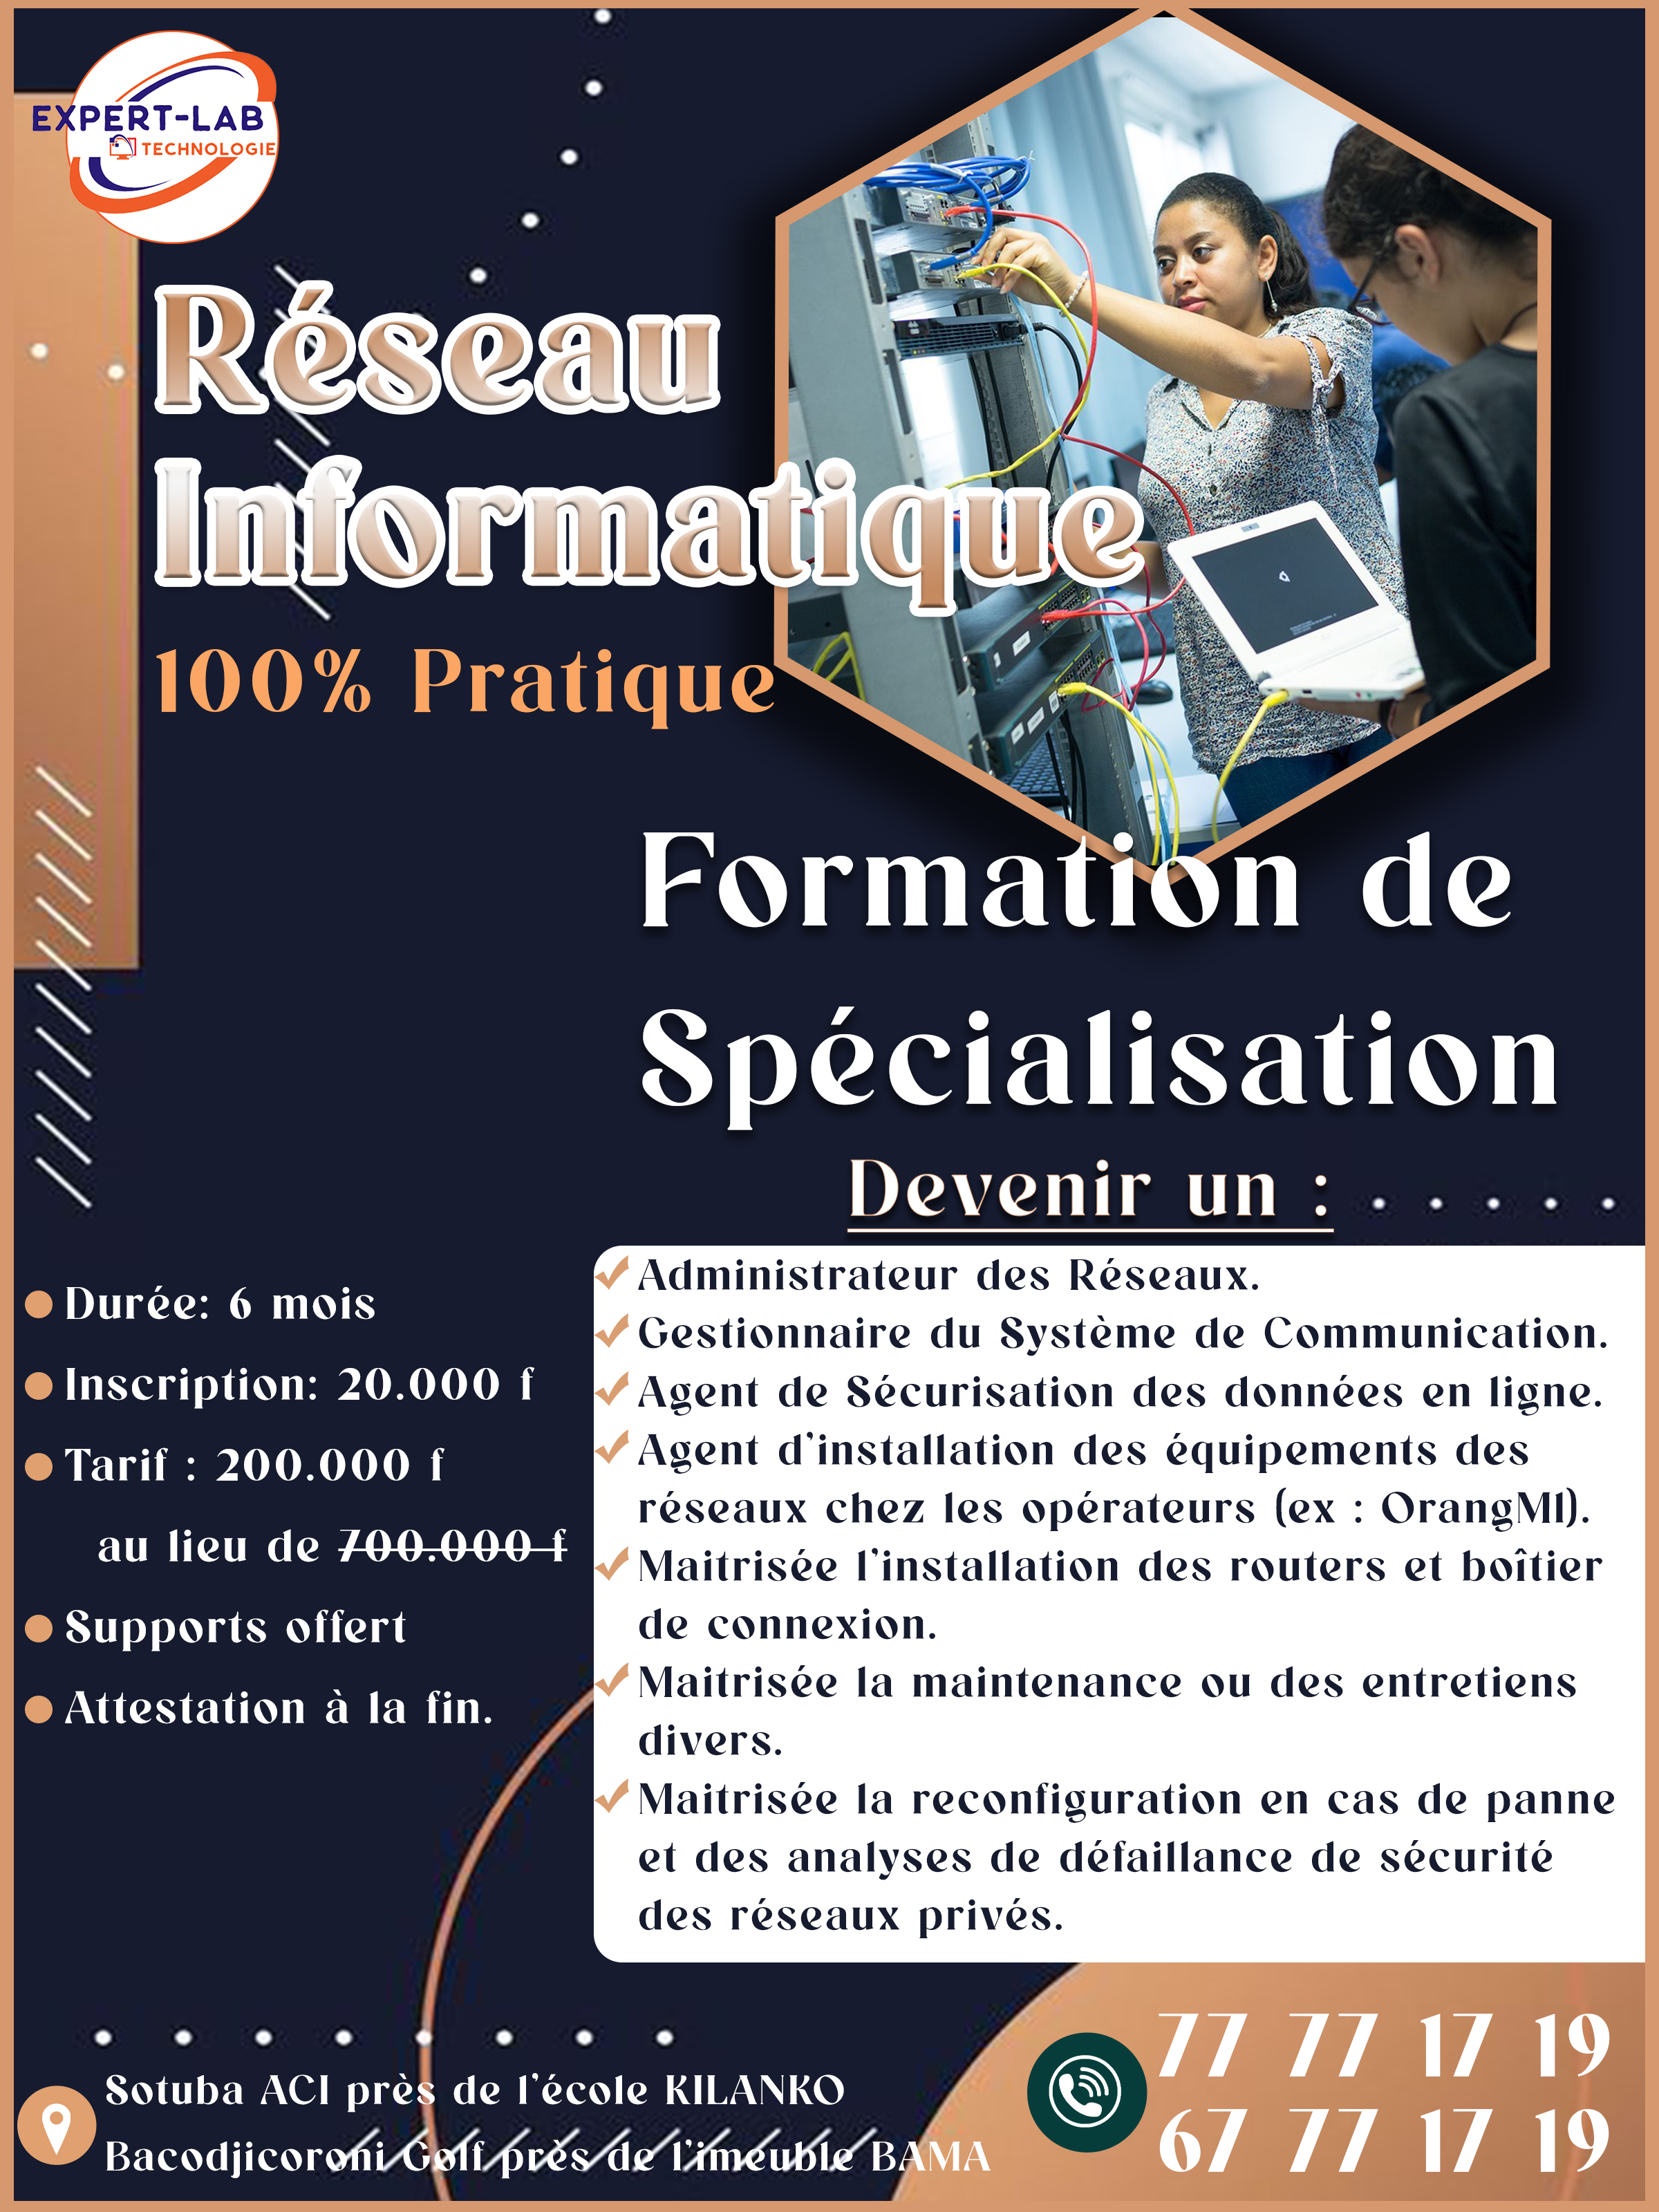 EXPERT-LAB
TECHNOLOGIE
Réseau
Informatique
100% Pratique
Formation de
Spécialisation
Devenir un :
Durée: 6 mois
Inscription: 20.000 f
Tarif : 200.000 f
au lieu de 700.000 f
Supports offert
Attestation à la fin.
Administrateur des Réseaux.
Gestionnaire du Système de Communication.
Agent de Sécurisation des données en ligne.
Agent d'installation des équipements des
réseaux chez les opérateurs (ex : OrangMl).
Maitrisée l'installation des routers et boîtier
de connexion.
Maitrisée la maintenance ou des entretiens
divers.
Maitrisée la reconfiguration en cas de panne
et des analyses de défaillance de sécurité
des réseaux privés.
Sotuba ACI près de l'école KILANKO
Bacodjicoroni Golf près de l'imeuble BAMA
77 77 17 19
67 77 17 19